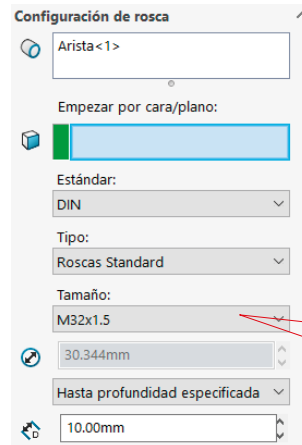 Configuración de rosca
Arista<1>
Empezar por cara/plano:
Estándar:
DIN
Tipo:
Roscas Standard
Tamaño:
M32x1.5
30.344mm
Hasta profundidad especificada
D
10.00mm